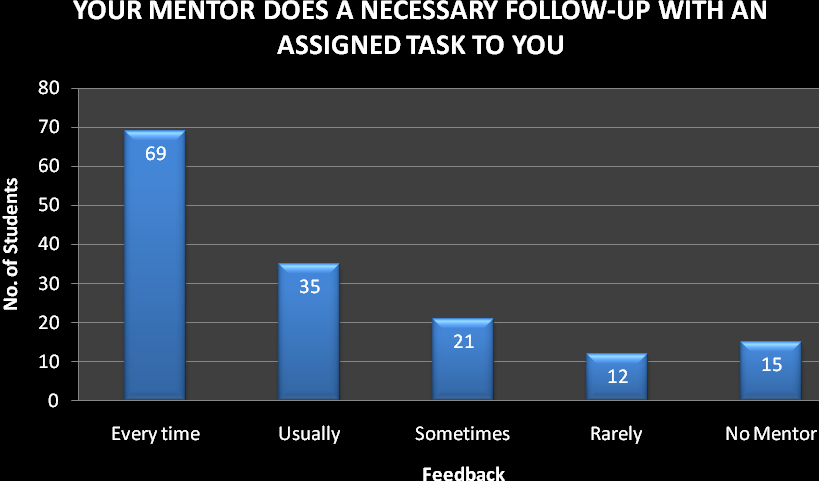 YOUR MENTOR DOES A NECESSARY FOLLOW-UP WITH AN
ASSIGNED TASK TO YOU
No. of Students
80
70
60
50
40
30
20
10
0
69
35
21
12
15
Every time
Usually
Sometimes
Rarely
No Mentor
Feedback